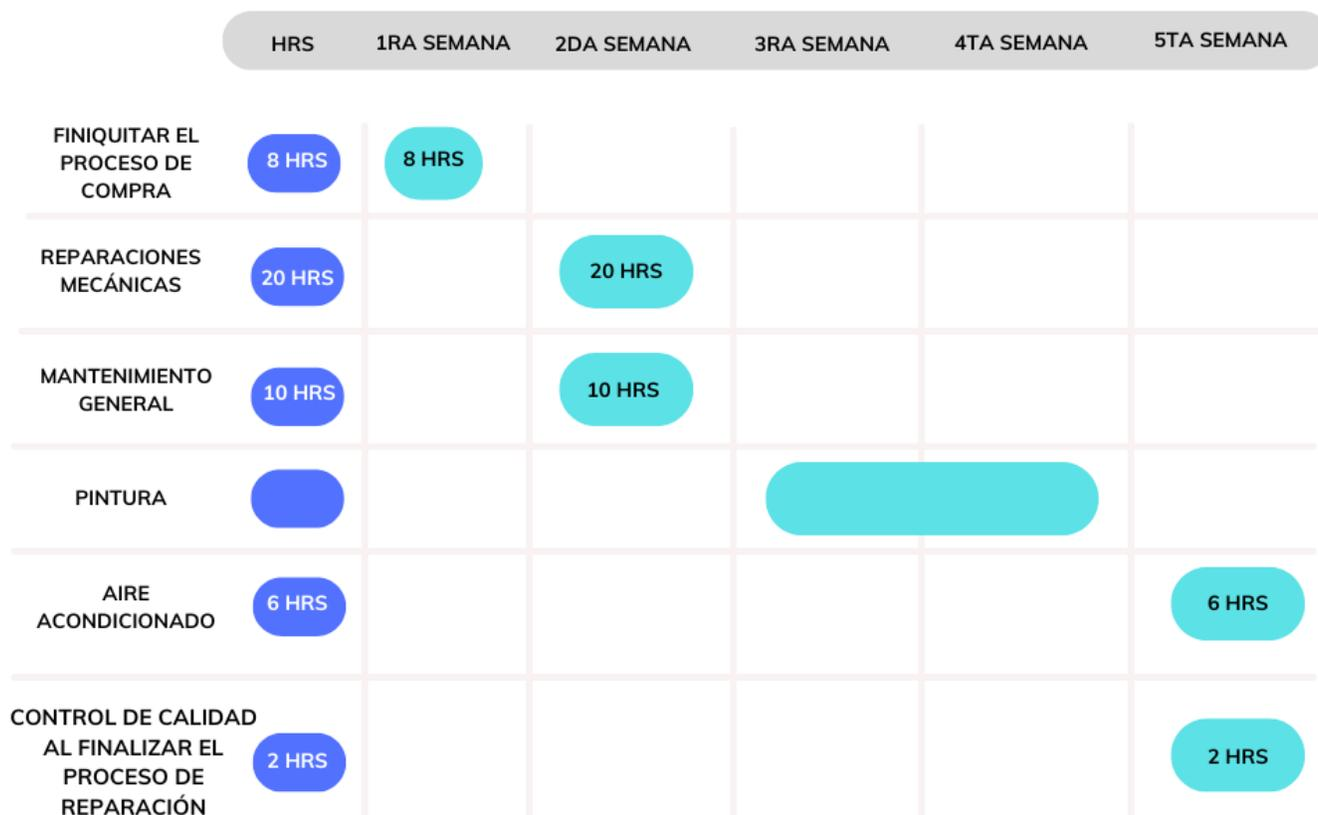 HRS 1RA SEMANA 2DA SEMANA 3RA SEMANA 4TA SEMANA 5TA SEMANA
FINIQUITAR EL
PROCESO DE
COMPRA
8 HRS 8 HRS
REPARACIONES
MECÁNICAS
20 HRS 20 HRS
MANTENIMIENTO
GENERAL
10 HRS 10 HRS
PINTURA
AIRE
ACONDICIONADO
6 HRS 6 HRS
CONTROL DE CALIDAD
AL FINALIZAR EL
PROCESO DE
REPARACIÓN
2 HRS 2 HRS